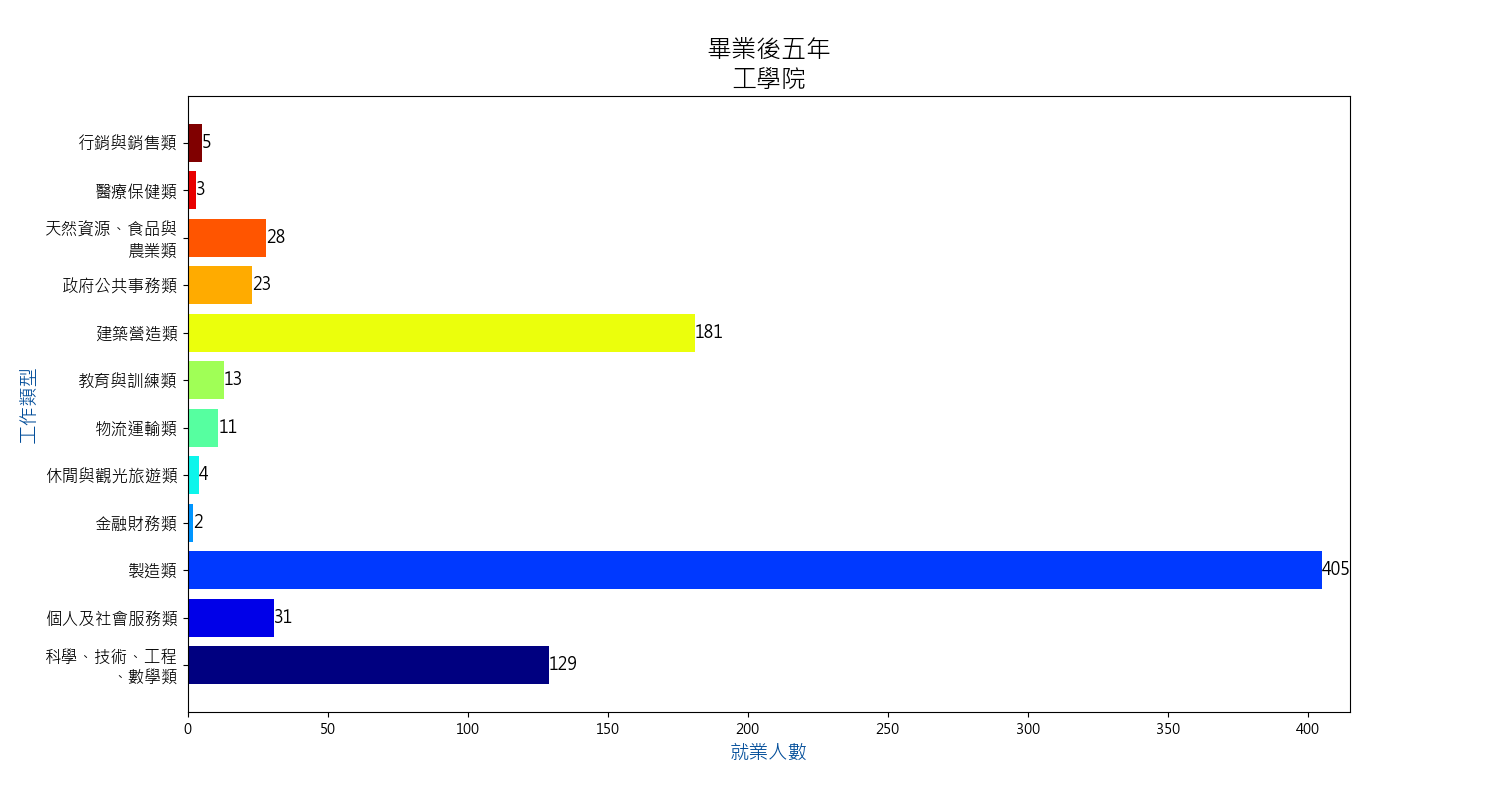 畢業後五年
工學院
行銷與銷售類
5
醫療保健類
3
天然資源、食品與
農業類
28
政府公共事務類
23
建築營造類
181
教育與訓練類
13
物流運輸類
11
休閒與觀光旅遊類
4
金融財務類
2
製造類
405
個人及社會服務類
31
科學、技術、工程
、數學類
129
工作類型
0 50 100 150 200 250 300 350 400
就業人數